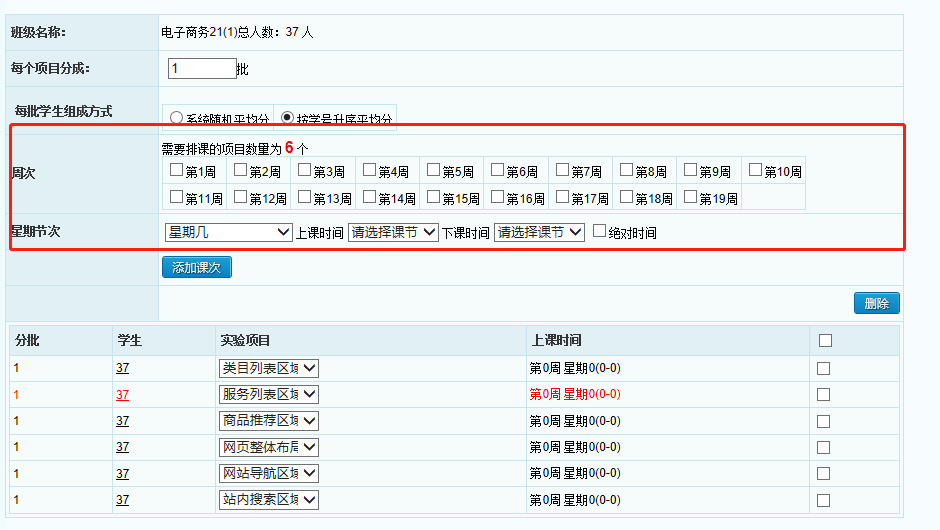 班级名称: 电子商务21(1)总人数: 37 人
每个项目分成: 1 批
每批学生组成方式 系统随机平均分 按学号升序平均分
需要排课的项目数量为 6 个
周次 第1周 第2周 第3周 第4周 第5周 第6周 第7周 第8周 第9周 第10周
第11周 第12周 第13周 第14周 第15周 第16周 第17周 第18周 第19周
星期节次 星期几 上课时间 请选择课节 下课时间 请选择课节 绝对时间
添加课次
删除
分批 学生 实验项目 上课时间
1 37 类目列表区域 第0周 星期0(0-0)
1 37 服务列表区域 第0周 星期0(0-0)
1 37 商品推荐区域 第0周 星期0(0-0)
1 37 网页整体布局 第0周 星期0(0-0)
1 37 网站导航区域 第0周 星期0(0-0)
1 37 站内搜索区域 第0周 星期0(0-0)